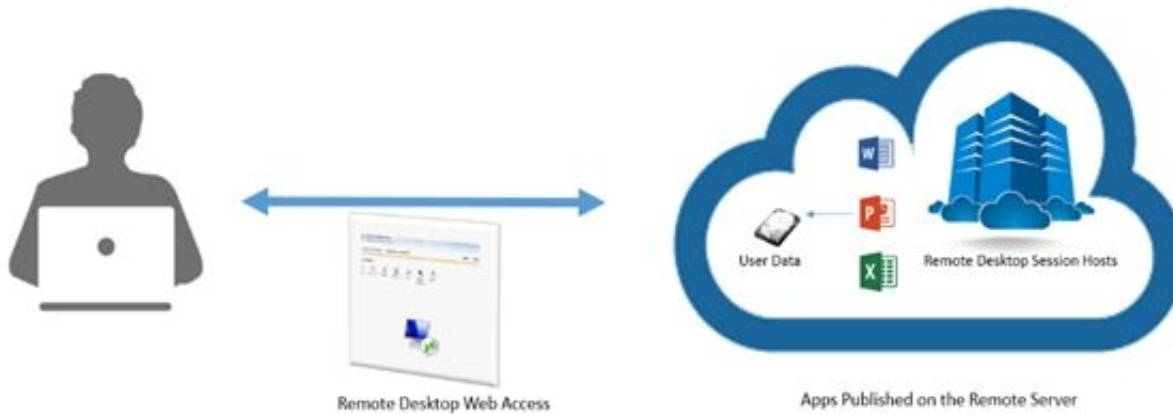 W
P
X
User Data
Remote Desktop Session Hosts
Remote Desktop Web Access
Apps Published on the Remote Server